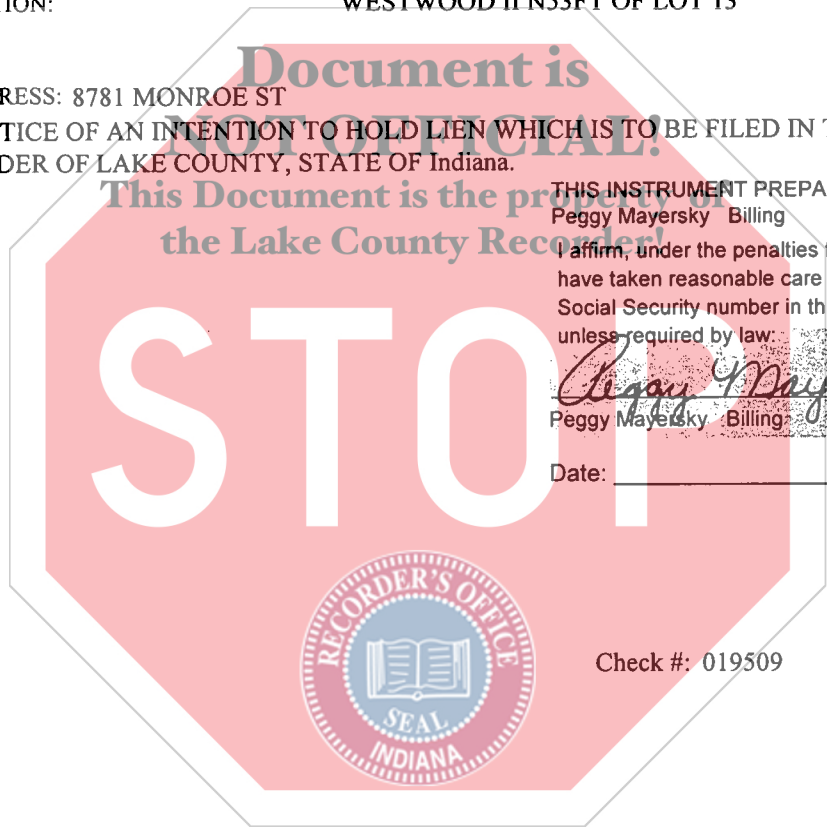 TION:
WESTWOOD II N55FT OF LOT 15
Document is
RESS: 8781 MONROE ST
NOT OFFICIAL!
TICE OF AN INTENTION TO HOLD LIEN WHICH IS TO BE FILED IN T
DER OF LAKE COUNTY, STATE OF Indiana.
This Document is the property of
the Lake County Recorder!
THIS INSTRUMENT PREPA
Peggy Mayersky Billing
I affirm, under the penalties
have taken reasonable care
Social Security number in th
unless required by law:
Peggy May
Peggy Mayersky Billing
Date:
STOP
RECORDER'S OFFICE
SEAL
INDIANA
Check #: 019509